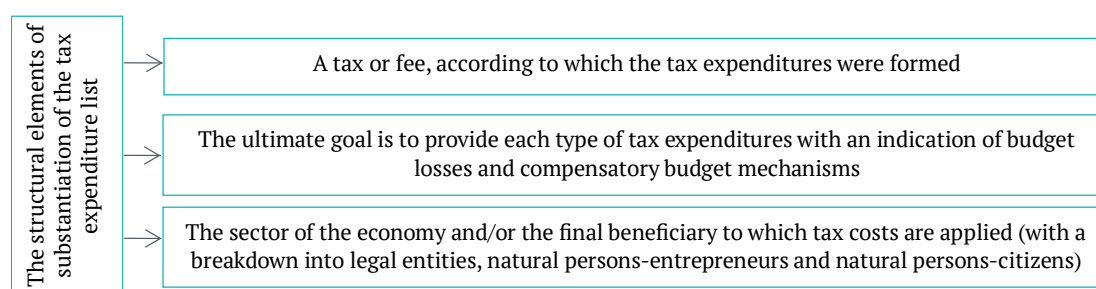 The structural elements of
substantiation of the tax
expenditure list
A tax or fee, according to which the tax expenditures were formed
The ultimate goal is to provide each type of tax expenditures with an indication of budget
losses and compensatory budget mechanisms
The sector of the economy and/or the final beneficiary to which tax costs are applied (with a
breakdown into legal entities, natural persons-entrepreneurs and natural persons-citizens)